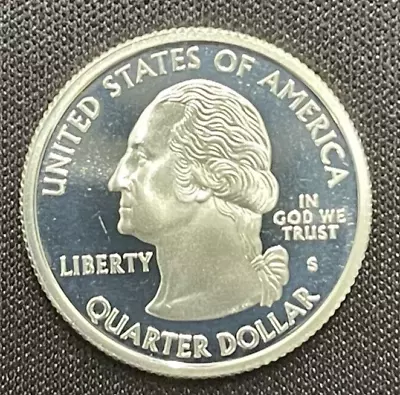 UNITED STATES OF AMERICA
LIBERTY
IN
GOD WE
TRUST
S
QUARTER DOLLAR